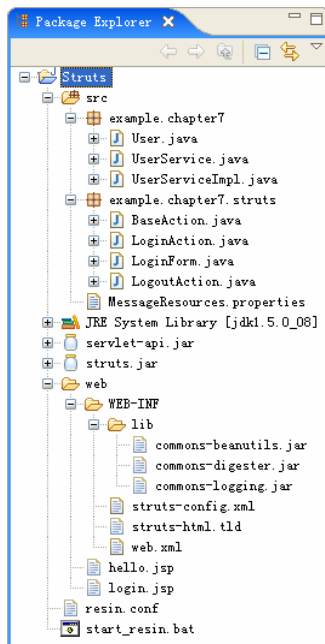 Package Explorer
Struts
src
example.chapter7
User.java
UserService.java
UserServiceImpl.java
example.chapter7.struts
BaseAction.java
LoginAction.java
LoginForm.java
LogoutAction.java
MessageResources.properties
JRE System Library [jdk1.5.0_08]
servlet-api.jar
struts.jar
web
WEB-INF
lib
commons-beanutils.jar
commons-digester.jar
commons-logging.jar
struts-config.xml
struts-html.tld
web.xml
hello.jsp
login.jsp
resin.conf
start_resin.bat